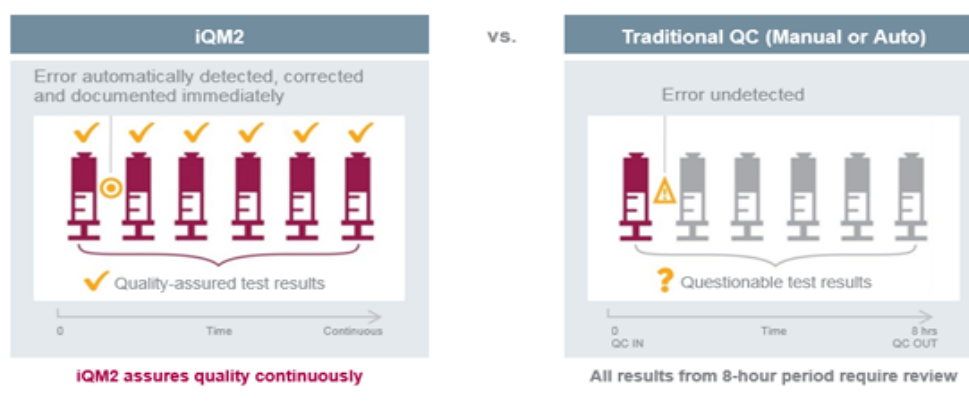 iQM2
vs.
Traditional QC (Manual or Auto)
Error automatically detected, corrected
and documented immediately
Quality-assured test results
0
Time
Continuous
iQM2 assures quality continuously
Error undetected
? Questionable test results
0
QC IN
Time
8 hrs
QC OUT
All results from 8-hour period require review